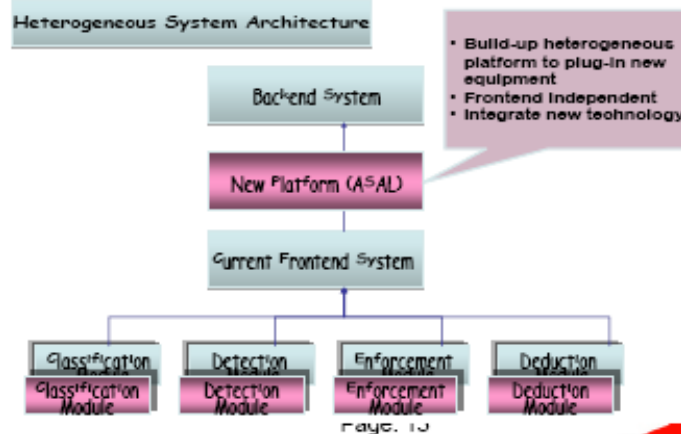 Heterogeneous System Architecture
• Build-up heterogeneous
platform to plug-in new
equipment
• Frontend Independent
• Integrate new technology
Backend System
New Platform (ASAL)
Current Frontend System
Classification
Detection
Enforcement
Deduction
Classification
Module
Detection
Module
Enforcement
Module
Deduction
Module
Page: 13